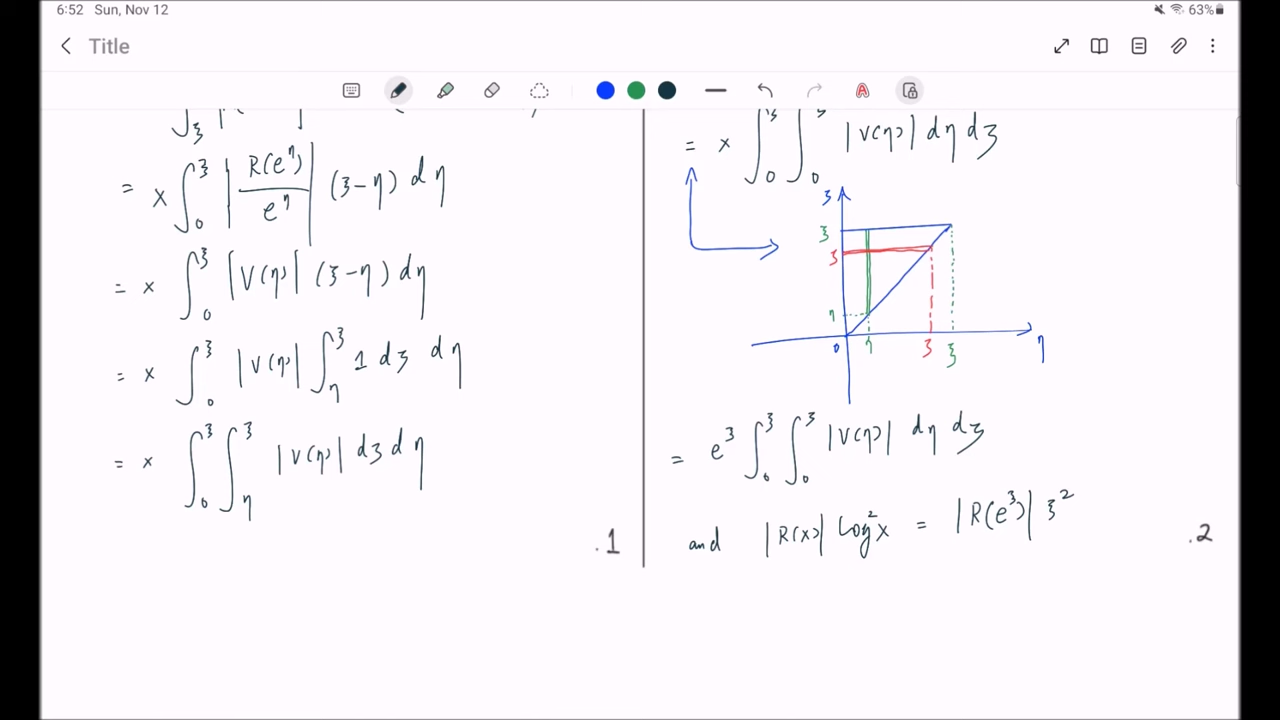 6:52 Sun, Nov 12
63%
Title
= x ∫₀^ξ |R(e^η)/e^η| (ξ-η) dη
= x ∫₀^ξ |V(η)| (ξ-η) dη
= x ∫₀^ξ |V(η)| ∫_η^ξ 1 dξ dη
= x ∫₀^ξ ∫_η^ξ |V(η)| dξ dη
.1
= x ∫₀^ξ ∫₀^ξ |V(η)| dη dξ
ξ
ξ
ξ
η
0 η ξ ξ η
= e^ξ ∫₀^ξ ∫₀^ξ |V(η)| dη dξ
and |R(x)| log²x = |R(e^ξ)| ξ²
.2